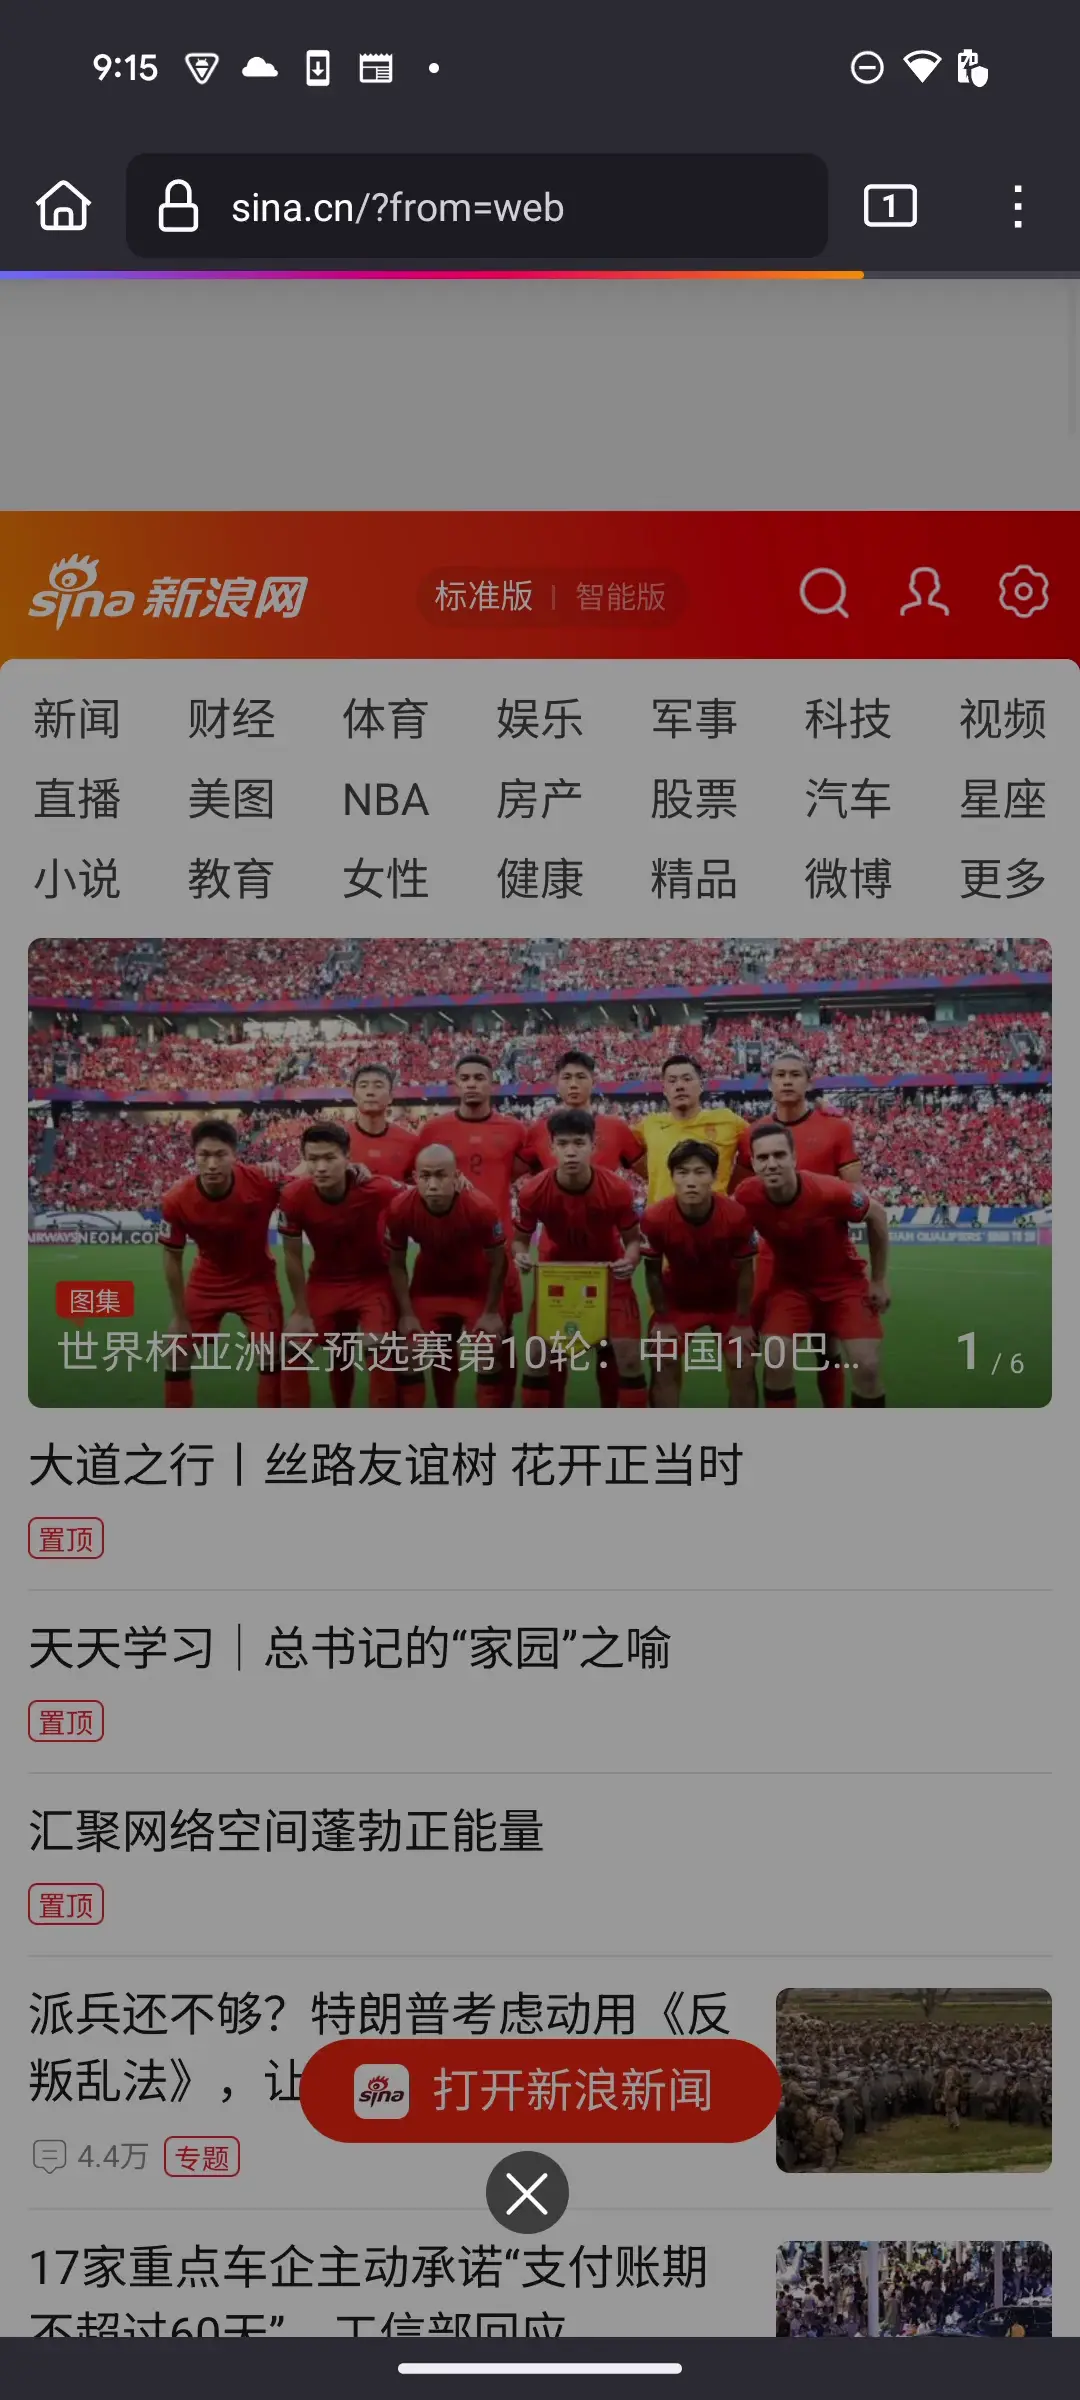 9:15
sina.cn/?from=web
1
sina 新浪网
标准版 | 智能版
新闻 财经 体育 娱乐 军事 科技 视频
直播 美图 NBA 房产 股票 汽车 星座
小说 教育 女性 健康 精品 微博 更多
AIRWAYS NEOM.COM
ASIAN QUALIFIERS
2
图集
世界杯亚洲区预选赛第10轮：中国1-0巴...
1 / 6
大道之行丨丝路友谊树 花开正当时
置顶
天天学习｜总书记的“家园”之喻
置顶
汇聚网络空间蓬勃正能量
置顶
派兵还不够？特朗普考虑动用《反
叛乱法》，让
sina 打开新浪新闻
4.4万 专题
17家重点车企主动承诺“支付账期
不超过60天”，工信部回应